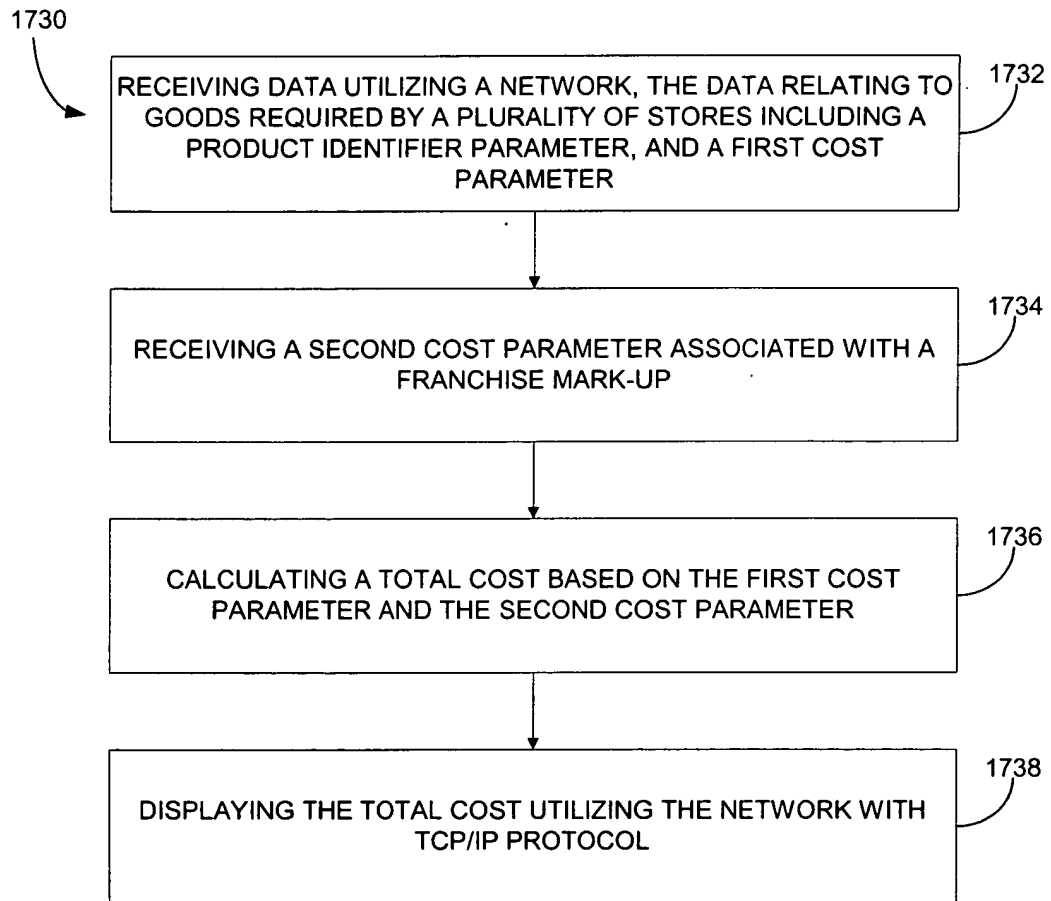 1730
RECEIVING DATA UTILIZING A NETWORK, THE DATA RELATING TO
1732
GOODS REQUIRED BY A PLURALITY OF STORES INCLUDING A
PRODUCT IDENTIFIER PARAMETER, AND A FIRST COST
PARAMETER
1734
RECEIVING A SECOND COST PARAMETER ASSOCIATED WITH A
FRANCHISE MARK-UP
1736
CALCULATING A TOTAL COST BASED ON THE FIRST COST
PARAMETER AND THE SECOND COST PARAMETER
1738
DISPLAYING THE TOTAL COST UTILIZING THE NETWORK WITH
TCP/IP PROTOCOL